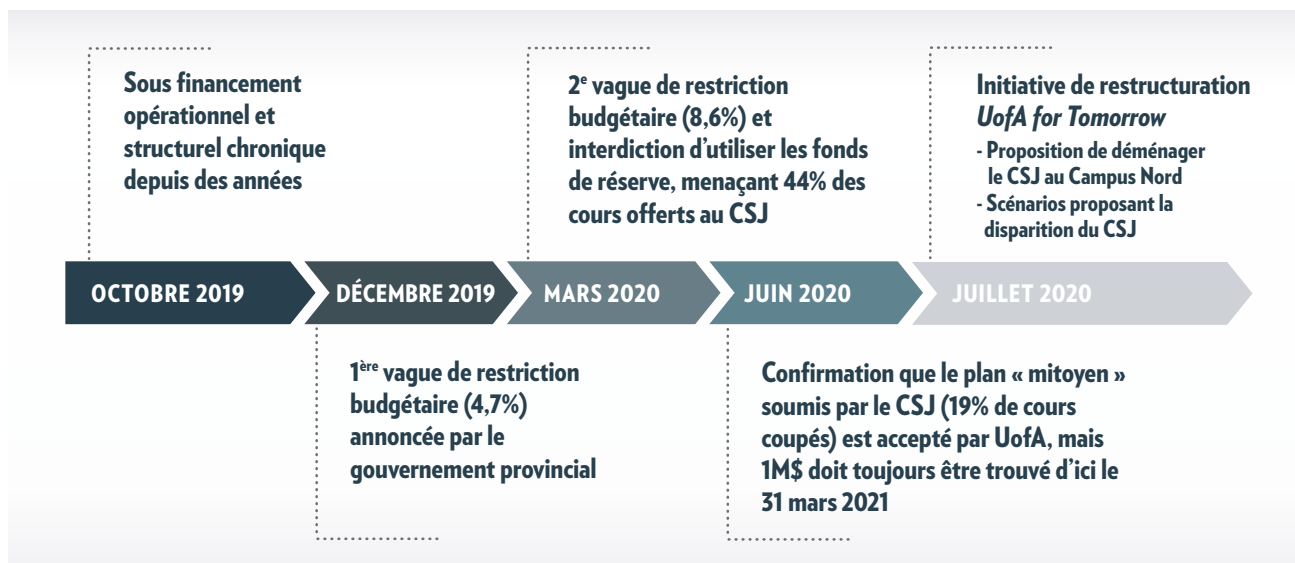 Sous financement
opérationnel et
structurel chronique
depuis des années
2e vague de restriction
budgétaire (8,6%) et
interdiction d’utiliser les fonds
de réserve, menaçant 44% des
cours offerts au CSJ
Initiative de restructuration
UofA for Tomorrow
- Proposition de déménager
le CSJ au Campus Nord
- Scénarios proposant la
disparition du CSJ
OCTOBRE 2019
DÉCEMBRE 2019
MARS 2020
JUIN 2020
JUILLET 2020
1ère vague de restriction
budgétaire (4,7%)
annoncée par le
gouvernement provincial
Confirmation que le plan « mitoyen »
soumis par le CSJ (19% de cours
coupés) est accepté par UofA, mais
1M$ doit toujours être trouvé d’ici le
31 mars 2021